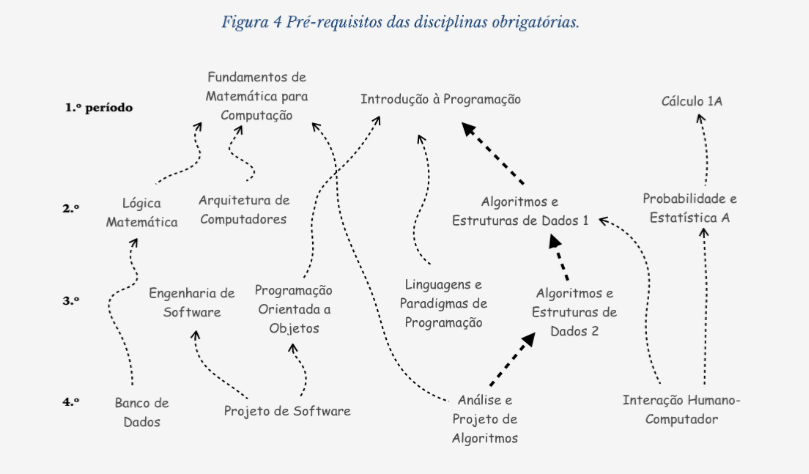 Figura 4 Pré-requisitos das disciplinas obrigatórias.
1.º período
Fundamentos de
Matemática para
Computação
Introdução à Programação
Cálculo 1A
2.º
Lógica
Matemática
Arquitetura de
Computadores
Algoritmos e
Estruturas de Dados 1
Probabilidade e
Estatística A
3.º
Engenharia de
Software
Programação
Orientada a
Objetos
Linguagens e
Paradigmas de
Programação
Algoritmos e
Estruturas de
Dados 2
4.º
Banco de
Dados
Projeto de Software
Análise e
Projeto de
Algoritmos
Interação Humano-
Computador